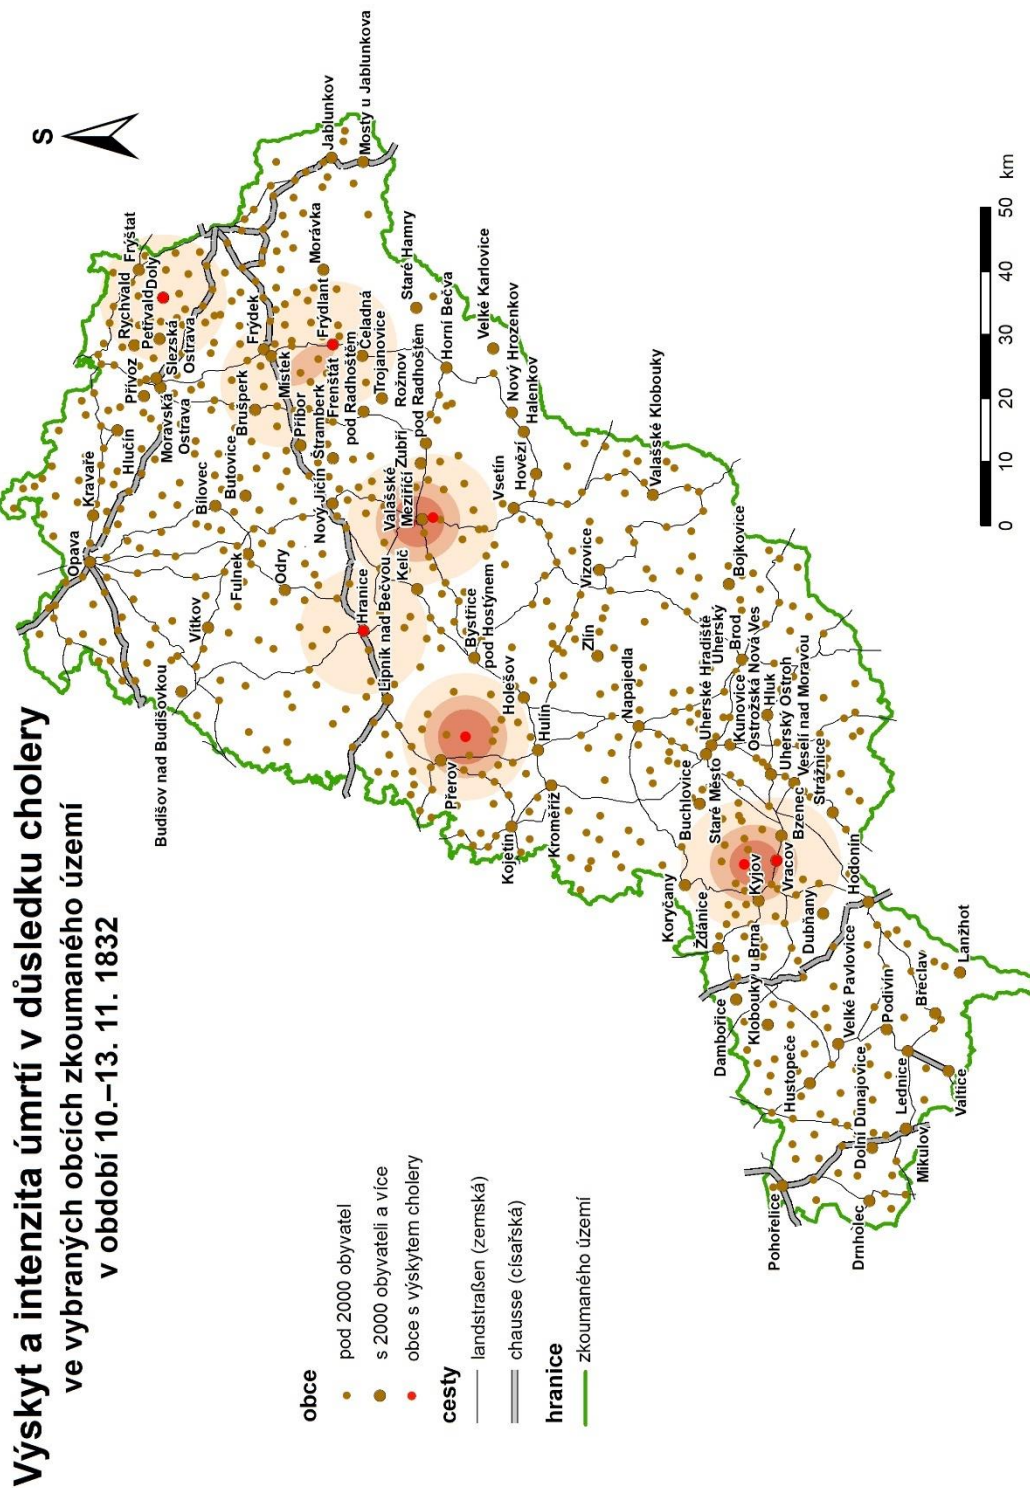 Výskyt a intenzita úmrtí v důsledku cholery
ve vybraných obcích zkoumaného území
v období 10.–13. 11. 1832
S
obce
pod 2000 obyvatel
s 2000 obyvateli a více
obce s výskytem cholery
cesty
landstraßen (zemská)
chausse (císařská)
hranice
zkoumaného území
0 10 20 30 40 50 km
Opava
Kravaře
Hlučín
Přívoz
Rychvald
Petřvald
Doly
Fryštat
Slezská
Ostrava
Moravská
Ostrava
Budišov nad Budišovkou
Vítkov
Bílovec
Butovice
Fulnek
Odry
Brušperk
Frýdek
Místek
Příbor
Štramberk
Nový Jičín
Frenštát
pod Radhoštěm
Frýdlant
Morávka
Čeladná
Trojanovice
Jablunkov
Mosty u Jablunkova
Staré Hamry
Rožnov
pod Radhoštěm
Zubří
Horní Bečva
Velké Karlovice
Nový Hrozenkov
Halenkov
Hovězí
Vsetín
Valašské
Meziříčí
Kelč
Hranice
Lipník nad Bečvou
Bystřice
pod Hostýnem
Holešov
Přerov
Hulín
Kojetín
Kroměříž
Valašské Klobouky
Vizovice
Zlín
Napajedla
Bojkovice
Uherské Hradiště
Uherský
Brod
Kunovice
Ostrožská Nová Ves
Hluk
Uherský Ostroh
Veselí nad Moravou
Strážnice
Buchlovice
Staré Město
Bzenec
Vracov
Kyjov
Koryčany
Ždánice
Hodonín
Dubňany
Klobouky u Brna
Dambořice
Velké Pavlovice
Hustopeče
Podivín
Břeclav
Lanžhot
Lednice
Valtice
Dolní Dunajovice
Mikulov
Pohořelice
Drnholec